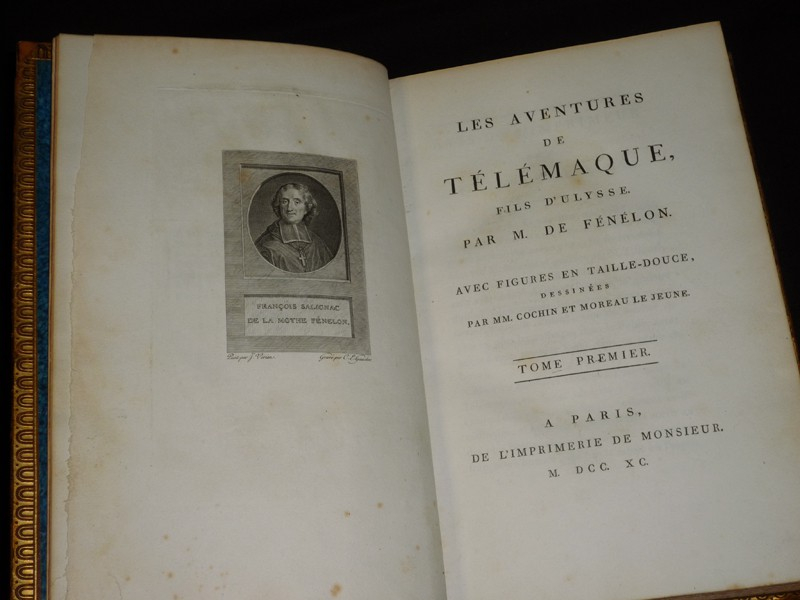 FRANÇOIS SALIGNAC
DE LA MOTHE FÉNELON.
LES AVENTURES
DE
TÉLÉMAQUE,
FILS D'ULYSSE.
PAR M. DE FÉNÉLON.
AVEC FIGURES EN TAILLE-DOUCE,
DESSINÉES
PAR MM. COCHIN ET MOREAU LE JEUNE.
TOME PREMIER.
A PARIS,
DE L'IMPRIMERIE DE MONSIEUR.
M. DCC. XC.